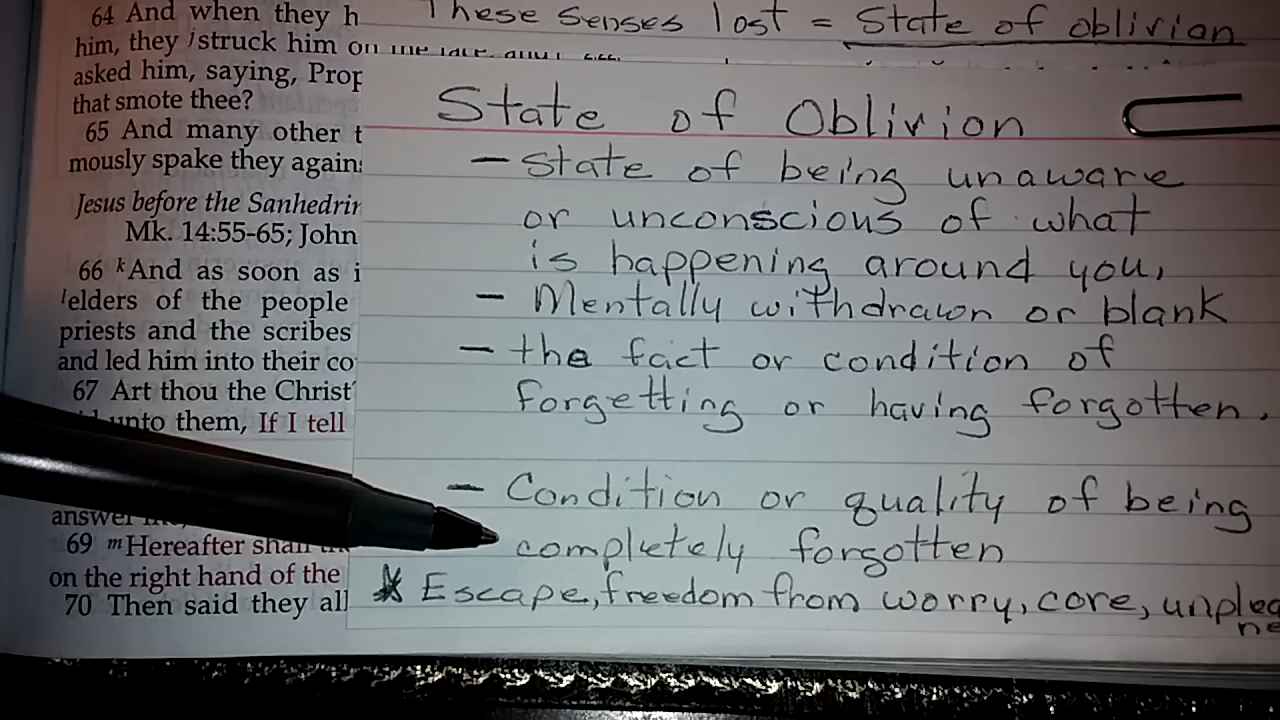 64 And when they h
him, they struck him on the face, and
asked him, saying, Prop
that smote thee?
65 And many other t
mously spake they again
Jesus before the Sanhedrin
Mk. 14:55-65; John
66 k And as soon as i
l elders of the people
priests and the scribes
and led him into their co
67 Art thou the Christ
unto them, If I tell
answer
69 m Hereafter shall
on the right hand of the
70 Then said they all
These senses lost = State of oblivian
State of Oblivion
- State of being unaware
or unconscious of what
is happening around you,
- Mentally withdrawn or blank
- the fact or condition of
forgetting or having forgotten.
- Condition or quality of being
completely forgotten
* Escape, freedom from worry, core, unplea
ne